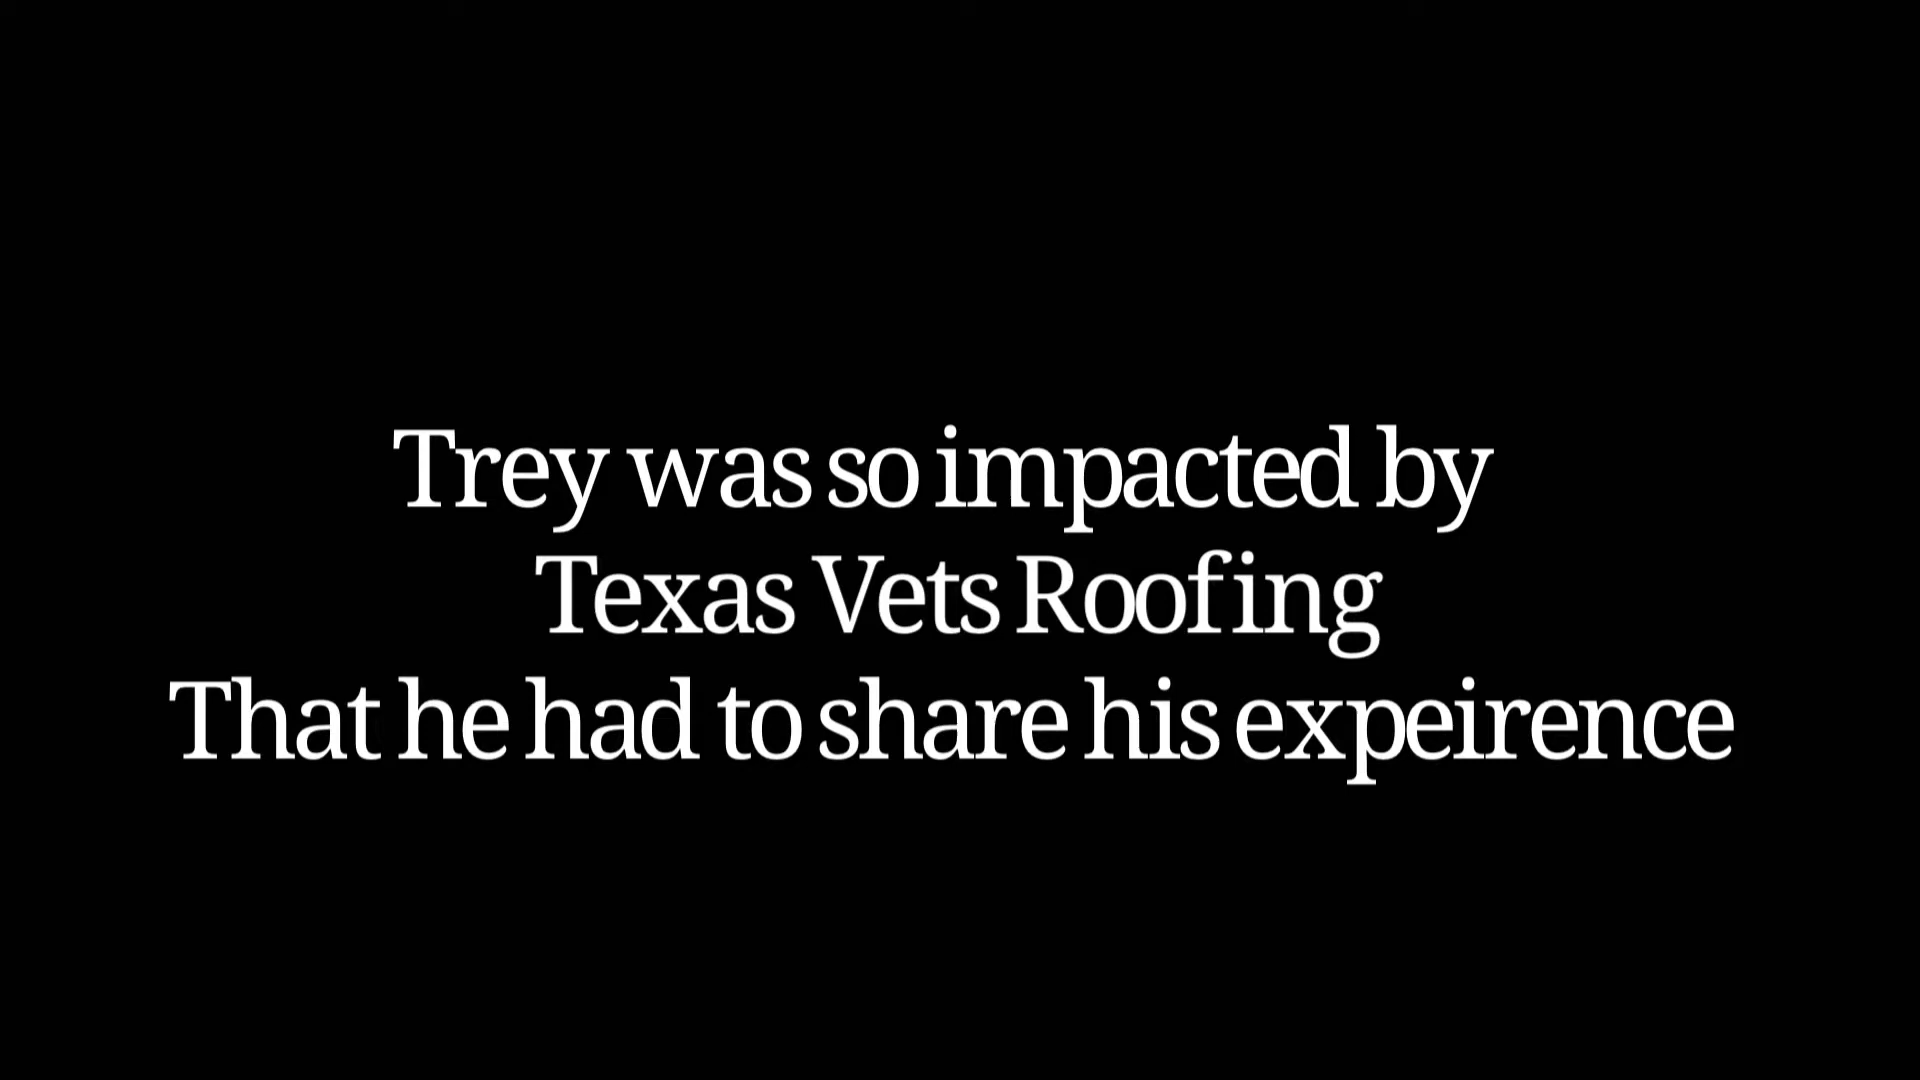 Trey was so impacted by
Texas Vets Roofing
That he had to share his expeirence